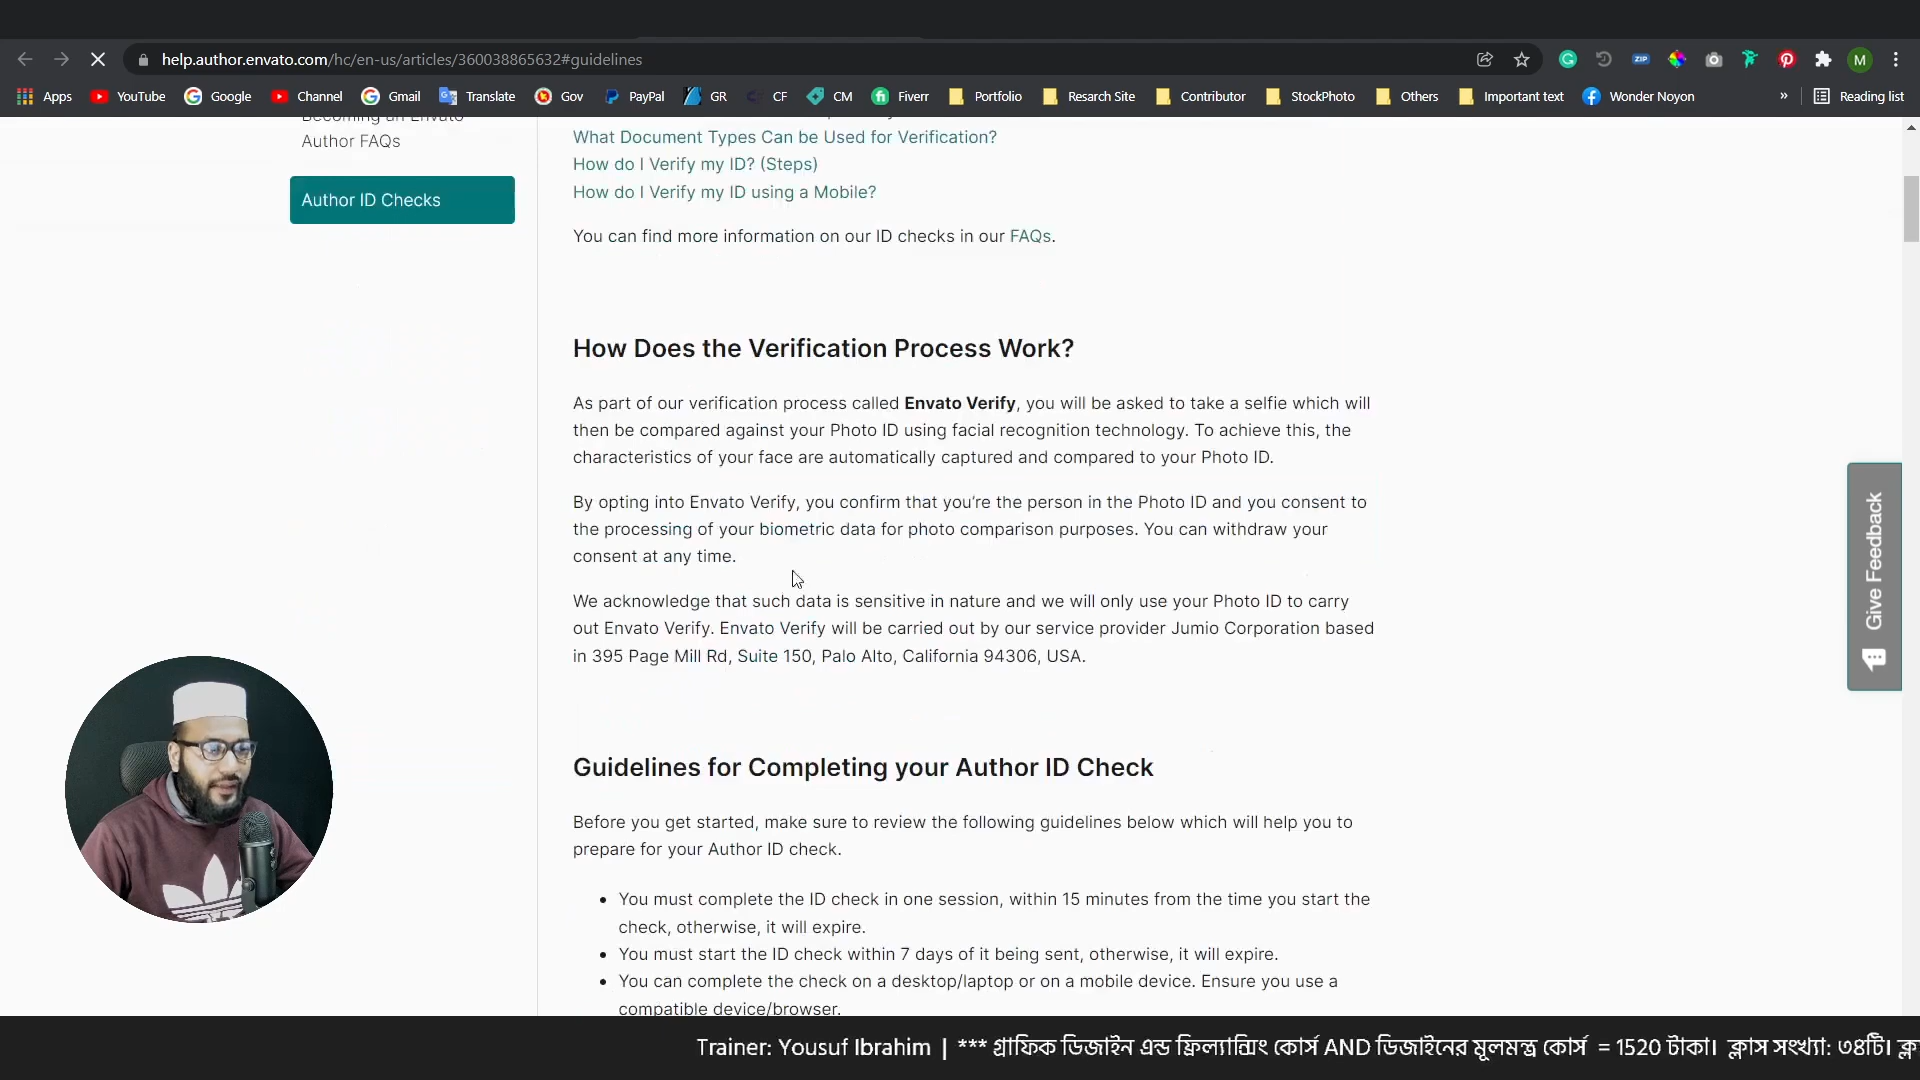 help.author.envato.com/hc/en-us/articles/360038865632#guidelines
ZIP
M
Apps YouTube Google Channel Gmail Translate Gov PayPal GR CF CM Fiverr Portfolio Resarch Site Contributor StockPhoto Others Important text Wonder Noyon » Reading list
Becoming an Envato
Author FAQs
Author ID Checks
What Document Types Can be Used for Verification?
How do I Verify my ID? (Steps)
How do I Verify my ID using a Mobile?
You can find more information on our ID checks in our FAQs.
How Does the Verification Process Work?
As part of our verification process called Envato Verify, you will be asked to take a selfie which will
then be compared against your Photo ID using facial recognition technology. To achieve this, the
characteristics of your face are automatically captured and compared to your Photo ID.
By opting into Envato Verify, you confirm that you're the person in the Photo ID and you consent to
the processing of your biometric data for photo comparison purposes. You can withdraw your
consent at any time.
We acknowledge that such data is sensitive in nature and we will only use your Photo ID to carry
out Envato Verify. Envato Verify will be carried out by our service provider Jumio Corporation based
in 395 Page Mill Rd, Suite 150, Palo Alto, California 94306, USA.
Guidelines for Completing your Author ID Check
Before you get started, make sure to review the following guidelines below which will help you to
prepare for your Author ID check.
• You must complete the ID check in one session, within 15 minutes from the time you start the
check, otherwise, it will expire.
• You must start the ID check within 7 days of it being sent, otherwise, it will expire.
• You can complete the check on a desktop/laptop or on a mobile device. Ensure you use a
compatible device/browser.
Give Feedback
Trainer: Yousuf Ibrahim | *** গ্রাফিক ডিজাইন এন্ড ফ্রিল্যান্সিং কোর্স AND ডিজাইনের মূলমন্ত্র কোর্স = 1520 টাকা। ক্লাস সংখ্যা: ৩৪টি।